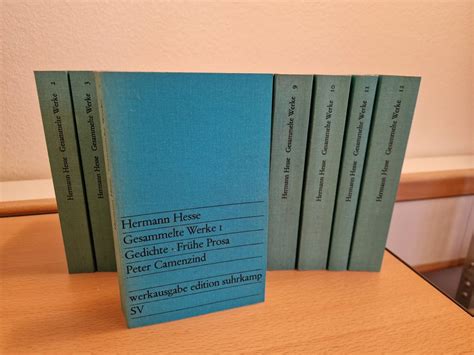 Hermann Hesse Gesammelte Werke 2
Hermann Hesse Gesammelte Werke 3
Hermann Hesse
Gesammelte Werke 1
Gedichte · Frühe Prosa
Peter Camenzind
werkausgabe edition suhrkamp
SV
Hermann Hesse Gesammelte Werke 9
Hermann Hesse Gesammelte Werke 10
Hermann Hesse Gesammelte Werke 11
Hermann Hesse Gesammelte Werke 12